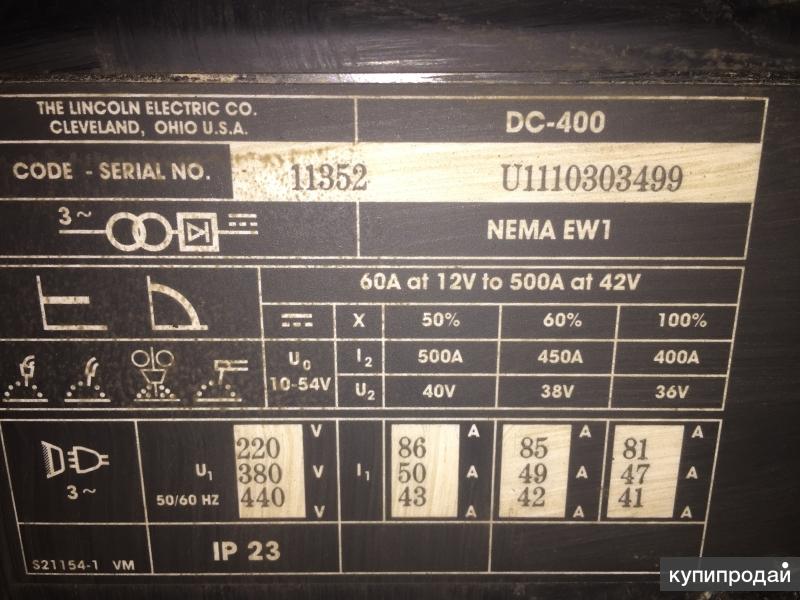 THE LINCOLN ELECTRIC CO.
CLEVELAND, OHIO U.S.A.
DC-400
CODE - SERIAL NO.
11352 U1110303499
3~
NEMA EW1
60A at 12V to 500A at 42V
X 50% 60% 100%
U0
10-54V
I2 500A 450A 400A
U2 40V 38V 36V
3~
U1
50/60 HZ
220 V
380 V
440 V
I1
86 A 85 A 81 A
50 A 49 A 47 A
43 A 42 A 41 A
S21154-1 VM
IP 23
купипродай